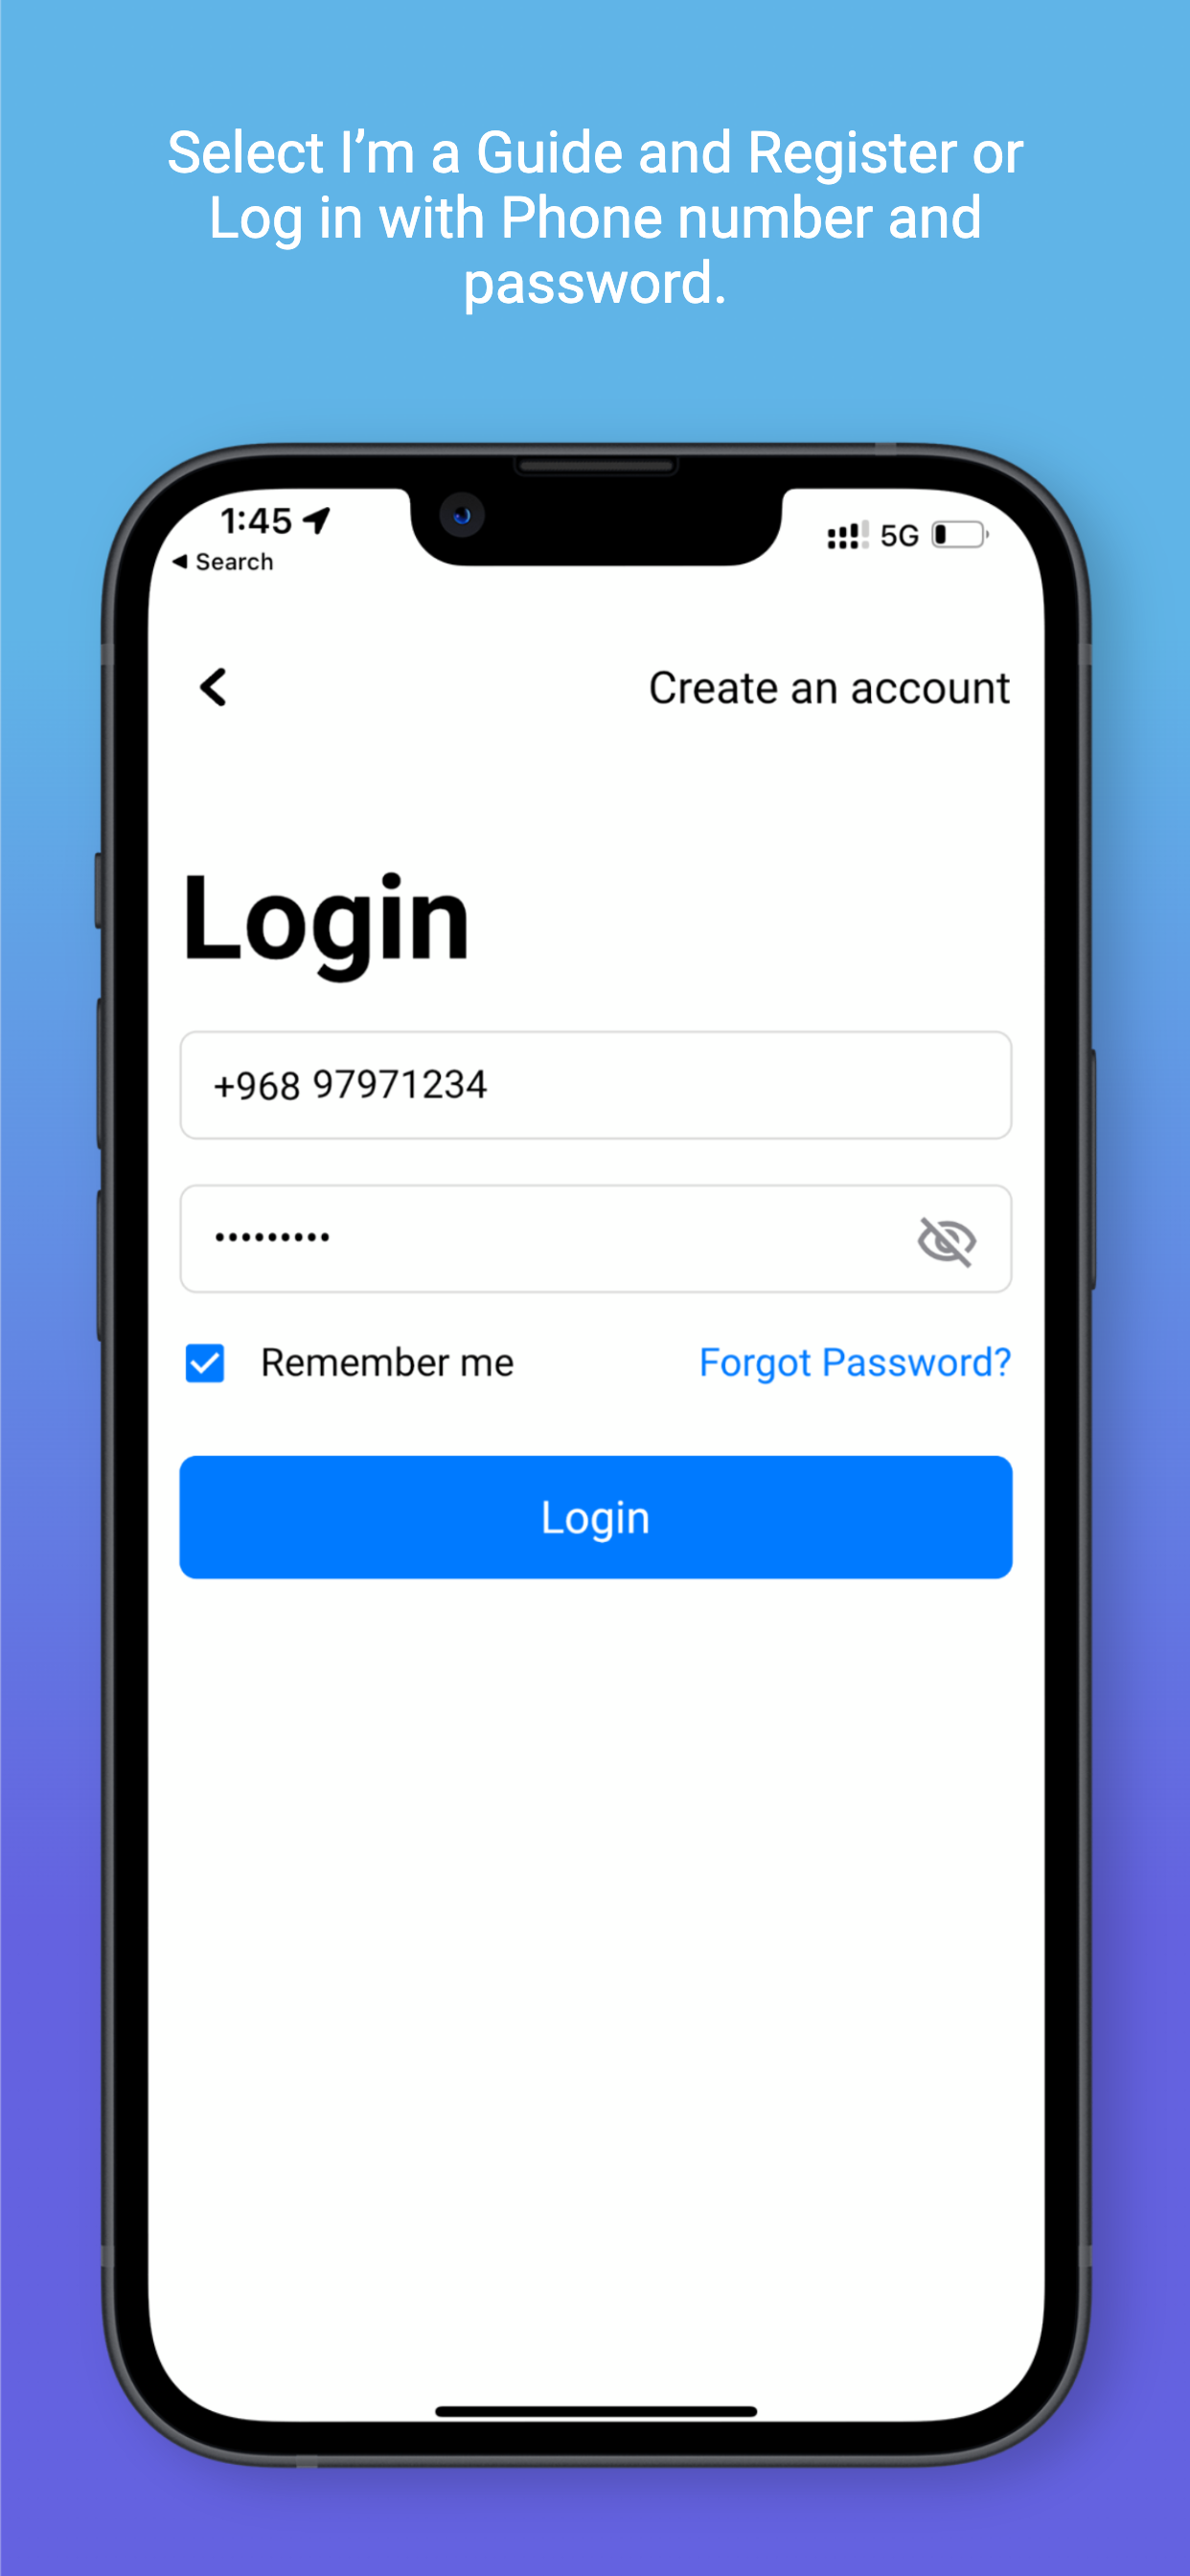 Select I’m a Guide and Register or
Log in with Phone number and
password.
1:45
5G
◀ Search
Create an account
Login
+968 97971234
•••••••••
Remember me
Forgot Password?
Login